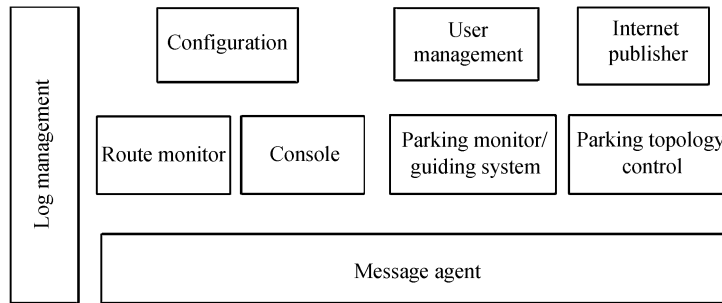 Log management
Configuration
User
management
Internet
publisher
Route monitor
Console
Parking monitor/
guiding system
Parking topology
control
Message agent